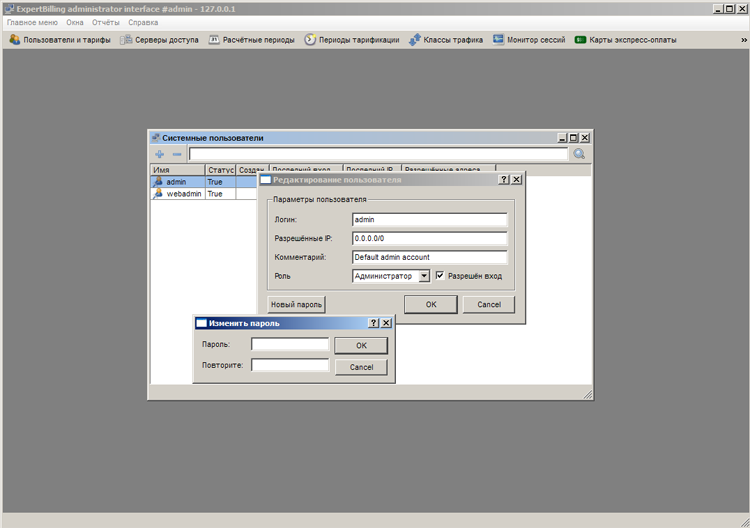 ExpertBilling administrator interface #admin - 127.0.0.1
Главное меню Окна Отчёты Справка
Пользователи и тарифы Серверы доступа Расчётные периоды Периоды тарификации Классы трафика Монитор сессий Карты экспресс-оплаты »
Системные пользователи
Имя Статус Создан Последний вход Последний IP Разрешённые адреса
admin True
webadmin True
Редактирование пользователя
Параметры пользователя
Логин: admin
Разрешённые IP: 0.0.0.0/0
Комментарий: Default admin account
Роль Администратор Разрешён вход
Новый пароль OK Cancel
Изменить пароль
Пароль: OK
Повторите: Cancel